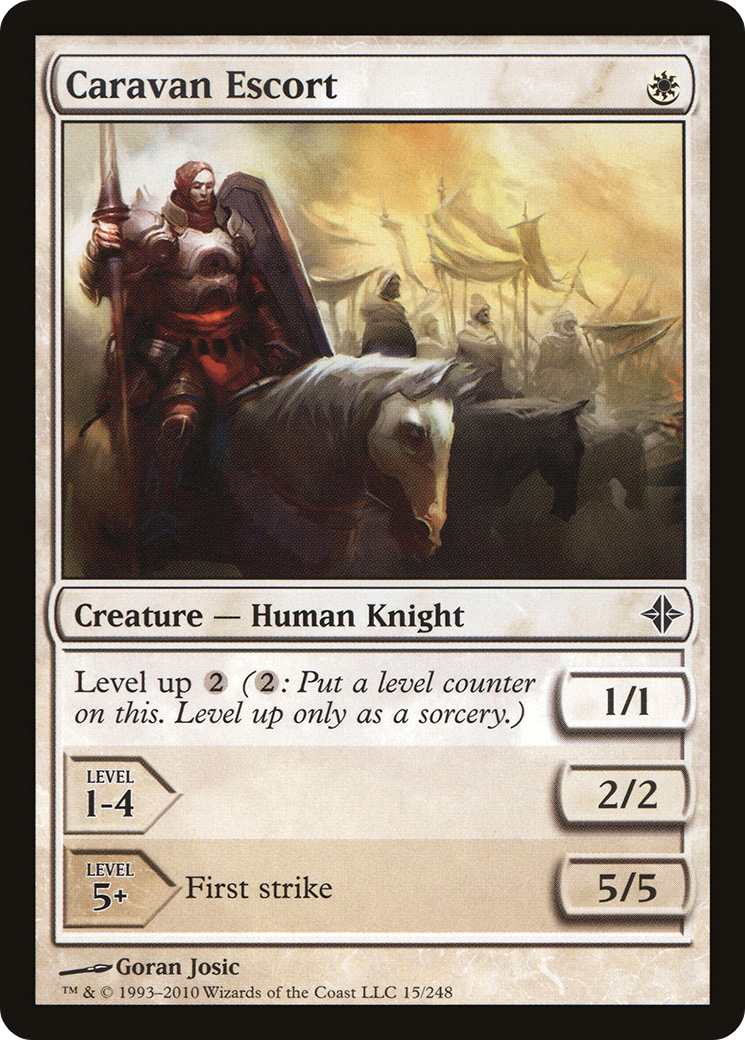 Caravan Escort
Creature — Human Knight
Level up 2 (2: Put a level counter
on this. Level up only as a sorcery.)
1/1
LEVEL
1-4
2/2
LEVEL
5+
First strike
5/5
Goran Josic
™ & © 1993–2010 Wizards of the Coast LLC 15/248